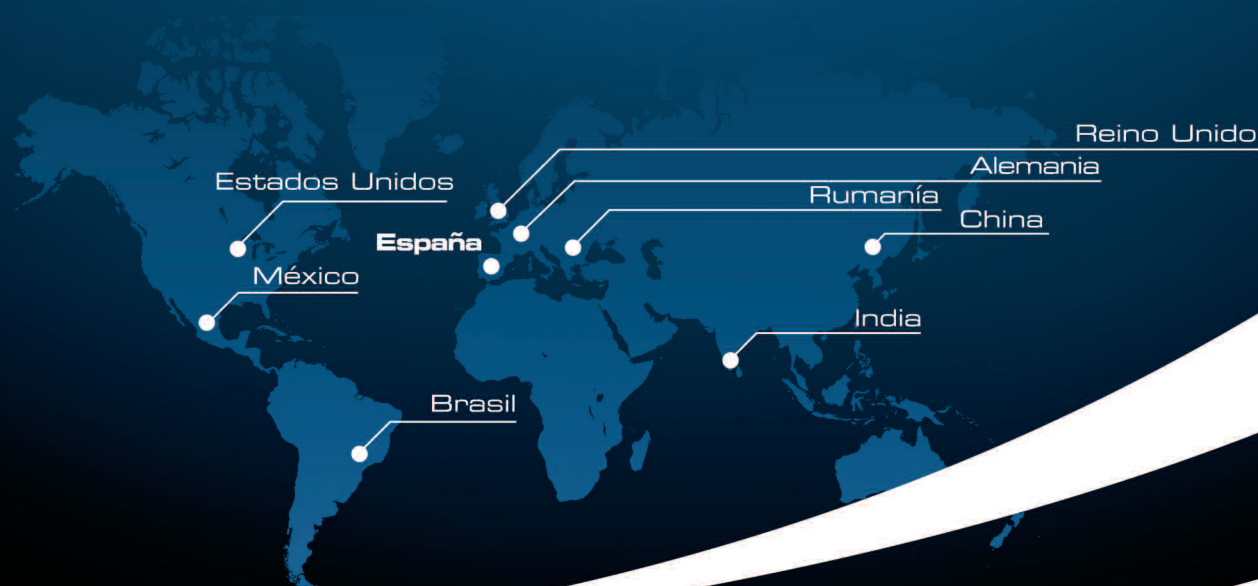 Reino Unido
Alemania
Estados Unidos
Rumanía
China
España
México
India
Brasil